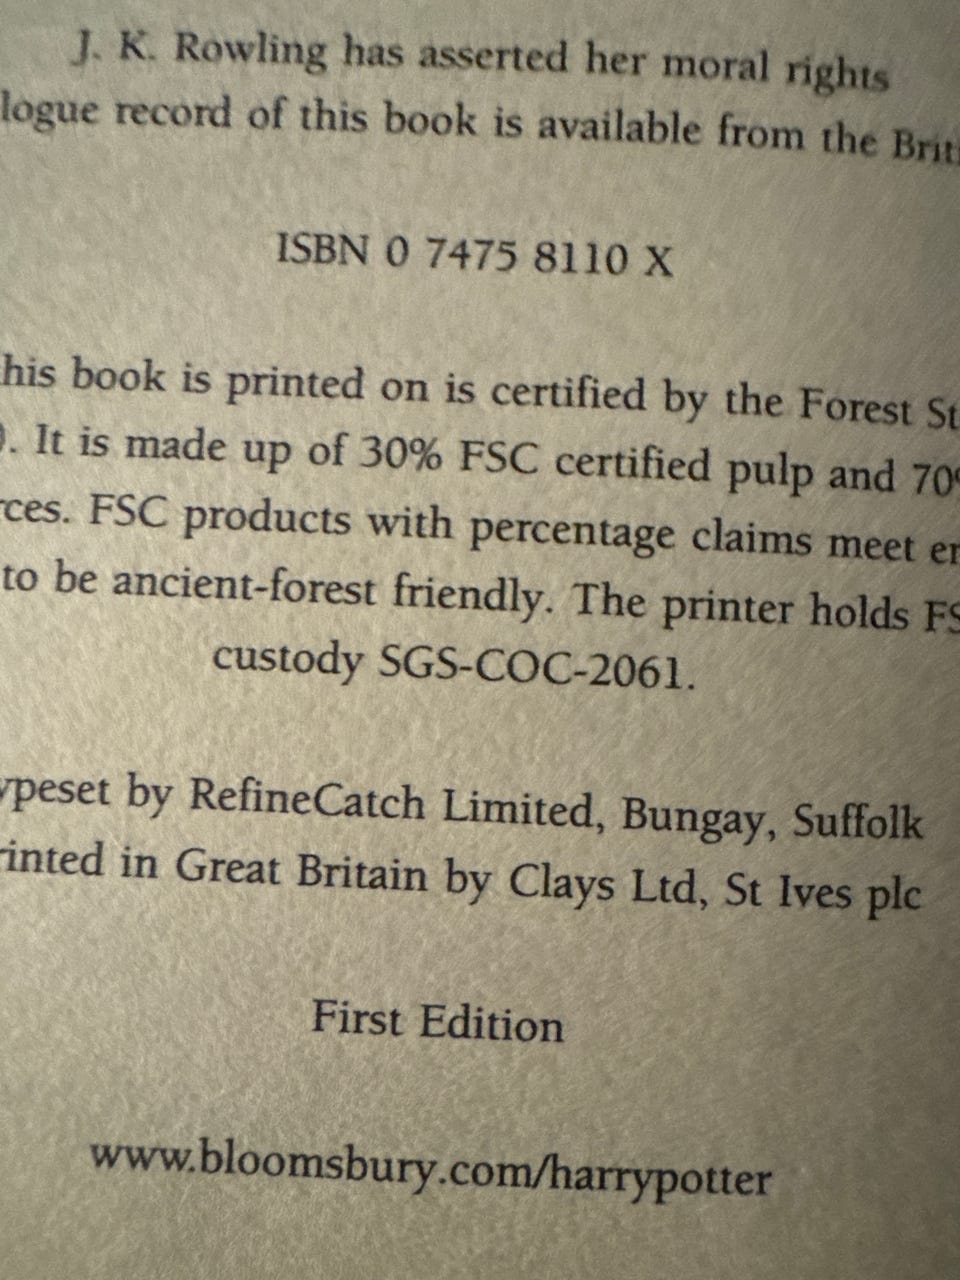 J. K. Rowling has asserted her moral rights
logue record of this book is available from the Brit
ISBN 0 7475 8110 X
his book is printed on is certified by the Forest St
). It is made up of 30% FSC certified pulp and 70%
rces. FSC products with percentage claims meet en
to be ancient-forest friendly. The printer holds FS
custody SGS-COC-2061.
ypeset by RefineCatch Limited, Bungay, Suffolk
rinted in Great Britain by Clays Ltd, St Ives plc
First Edition
www.bloomsbury.com/harrypotter